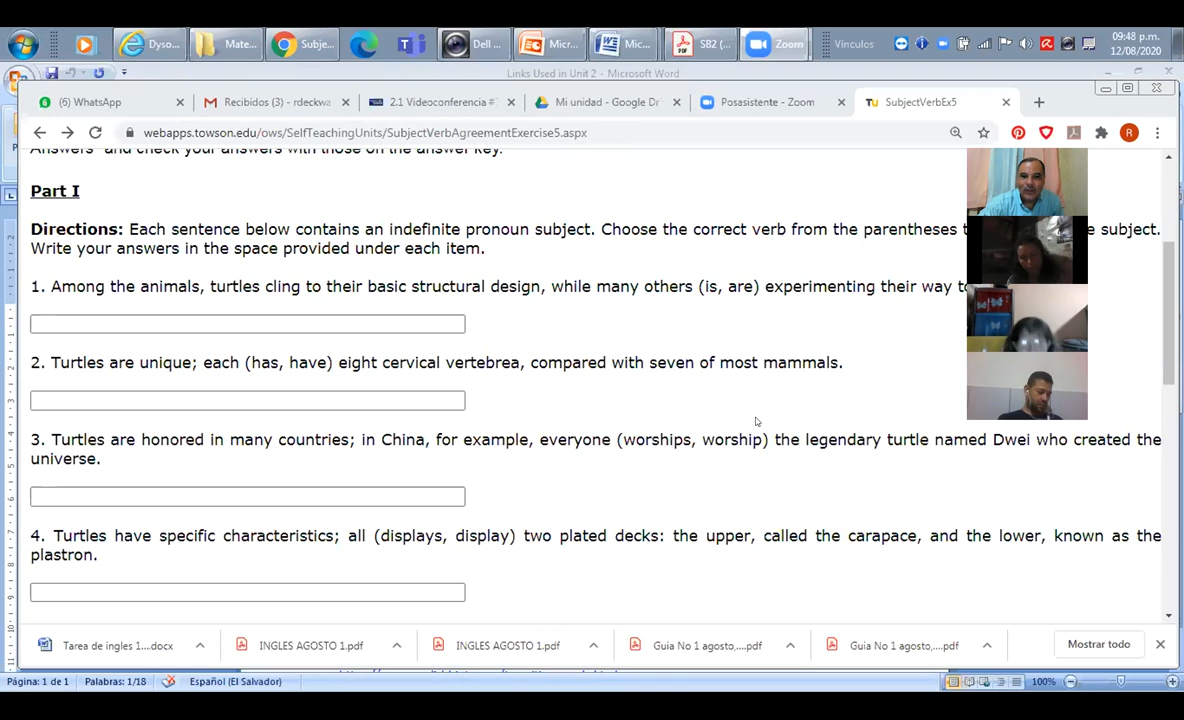 Dyso...
Mate...
Subje...
Dell ...
Micr...
Mic...
SB2 (...
Zoom
Vínculos
09:48 p.m.
12/08/2020
Links Used in Unit 2 - Microsoft Word
(6) WhatsApp
Recibidos (3) - rdeckwa
2.1 Videoconferencia #
Mi unidad - Google Dr
Posasistente - Zoom
TU SubjectVerbEx5
webapps.towson.edu/ows/SelfTeachingUnits/SubjectVerbAgreementExercise5.aspx
R
Answers" and check your answers with those on the answer key.
Part I
Directions: Each sentence below contains an indefinite pronoun subject. Choose the correct verb from the parentheses t e subject.
Write your answers in the space provided under each item.
1. Among the animals, turtles cling to their basic structural design, while many others (is, are) experimenting their way to
2. Turtles are unique; each (has, have) eight cervical vertebrea, compared with seven of most mammals.
3. Turtles are honored in many countries; in China, for example, everyone (worships, worship) the legendary turtle named Dwei who created the
universe.
4. Turtles have specific characteristics; all (displays, display) two plated decks: the upper, called the carapace, and the lower, known as the
plastron.
Tarea de ingles 1....docx
INGLES AGOSTO 1.pdf
INGLES AGOSTO 1.pdf
Guia No 1 agosto,....pdf
Guia No 1 agosto,....pdf
Mostrar todo
Página: 1 de 1
Palabras: 1/18
Español (El Salvador)
100%